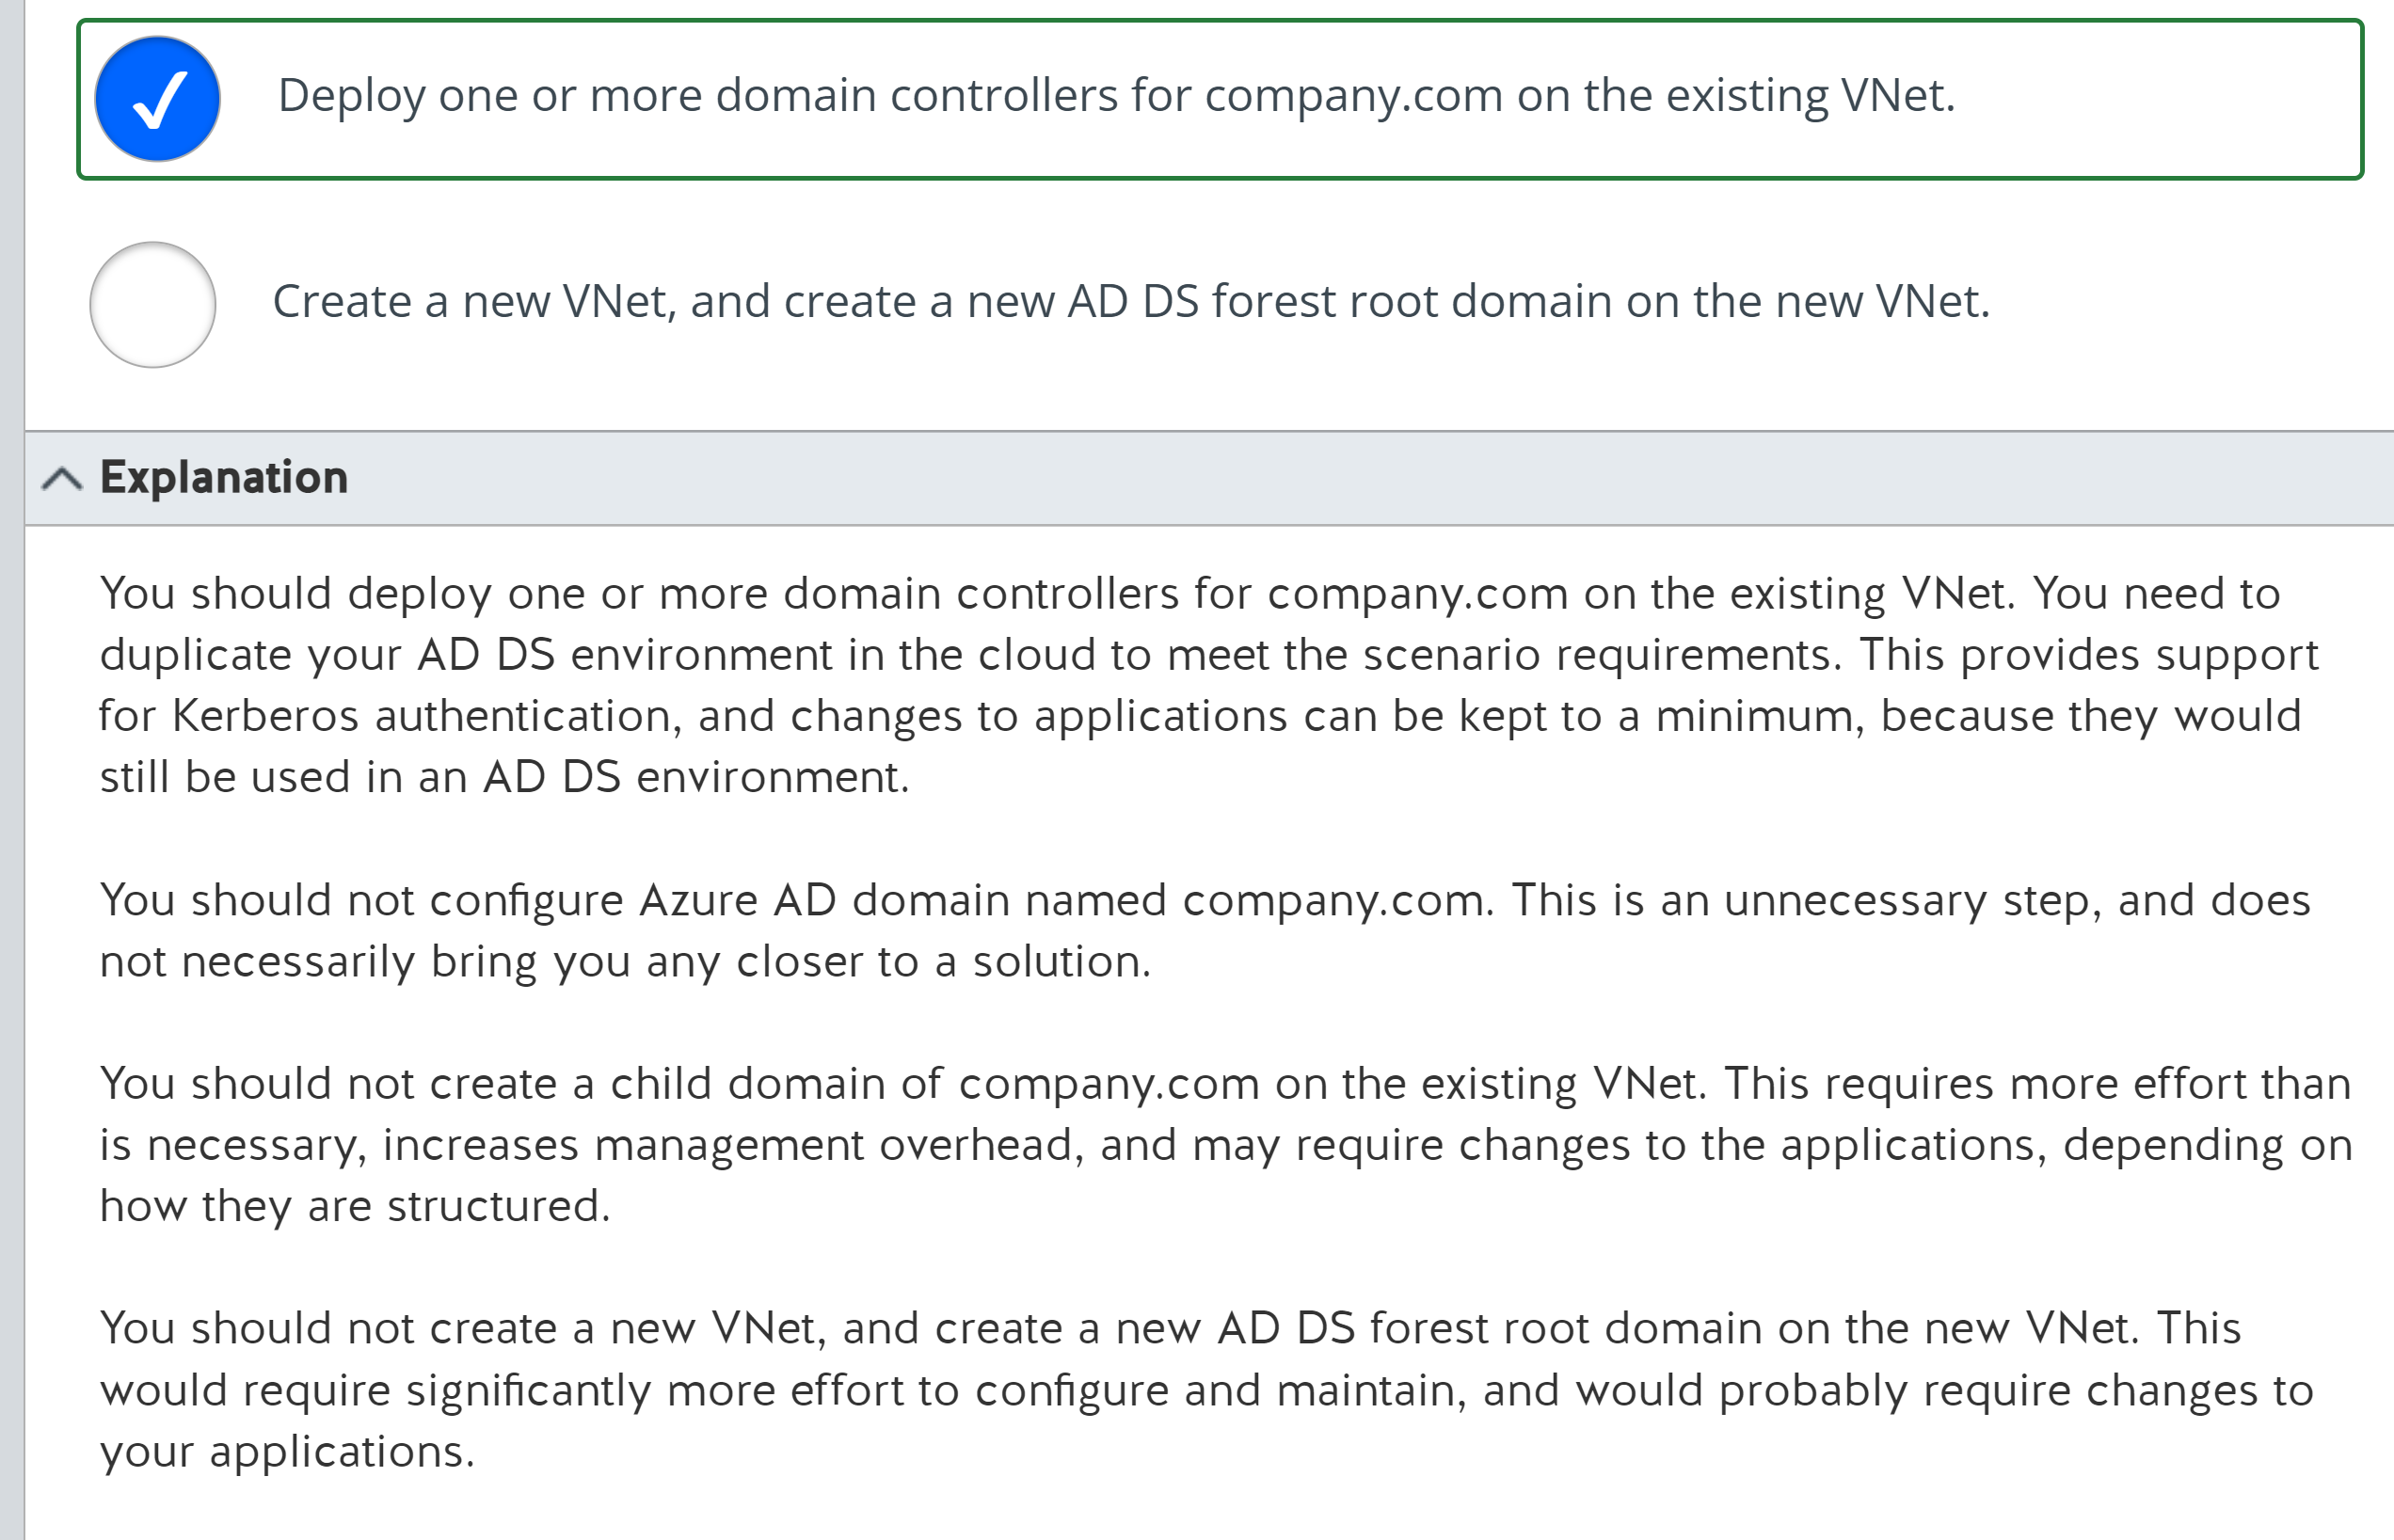 Deploy one or more domain controllers for company.com on the existing VNet.
Create a new VNet, and create a new AD DS forest root domain on the new VNet.
Explanation
You should deploy one or more domain controllers for company.com on the existing VNet. You need to
duplicate your AD DS environment in the cloud to meet the scenario requirements. This provides support
for Kerberos authentication, and changes to applications can be kept to a minimum, because they would
still be used in an AD DS environment.
You should not configure Azure AD domain named company.com. This is an unnecessary step, and does
not necessarily bring you any closer to a solution.
You should not create a child domain of company.com on the existing VNet. This requires more effort than
is necessary, increases management overhead, and may require changes to the applications, depending on
how they are structured.
You should not create a new VNet, and create a new AD DS forest root domain on the new VNet. This
would require significantly more effort to configure and maintain, and would probably require changes to
your applications.